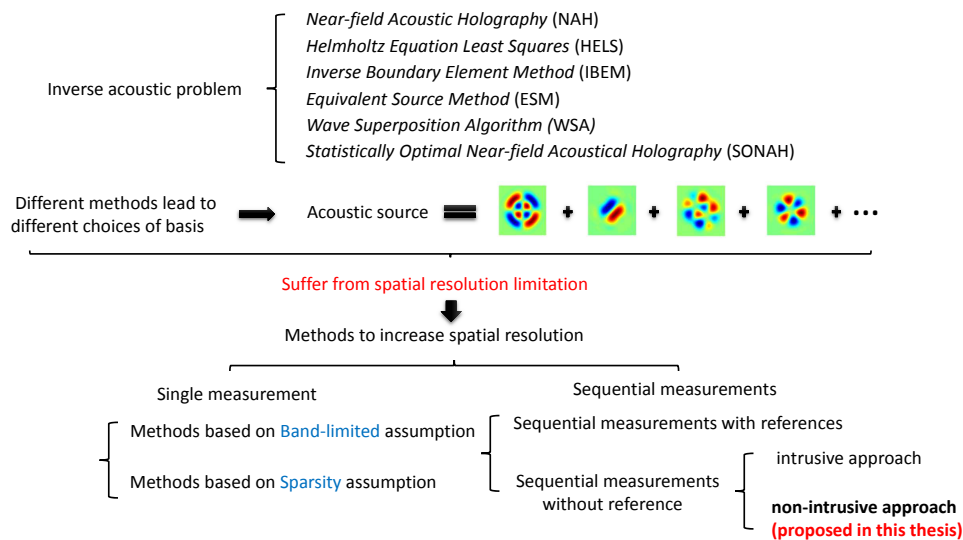 Near-field Acoustic Holography (NAH)
Helmholtz Equation Least Squares (HELS)
Inverse Boundary Element Method (IBEM)
Inverse acoustic problem
Equivalent Source Method (ESM)
Wave Superposition Algorithm (WSA)
Statistically Optimal Near-field Acoustical Holography (SONAH)
Different methods lead to
different choices of basis
Acoustic source = + + + + ...
Suffer from spatial resolution limitation
Methods to increase spatial resolution
Single measurement
Sequential measurements
Methods based on Band-limited assumption
Methods based on Sparsity assumption
Sequential measurements with references
Sequential measurements
without reference
intrusive approach
non-intrusive approach
(proposed in this thesis)